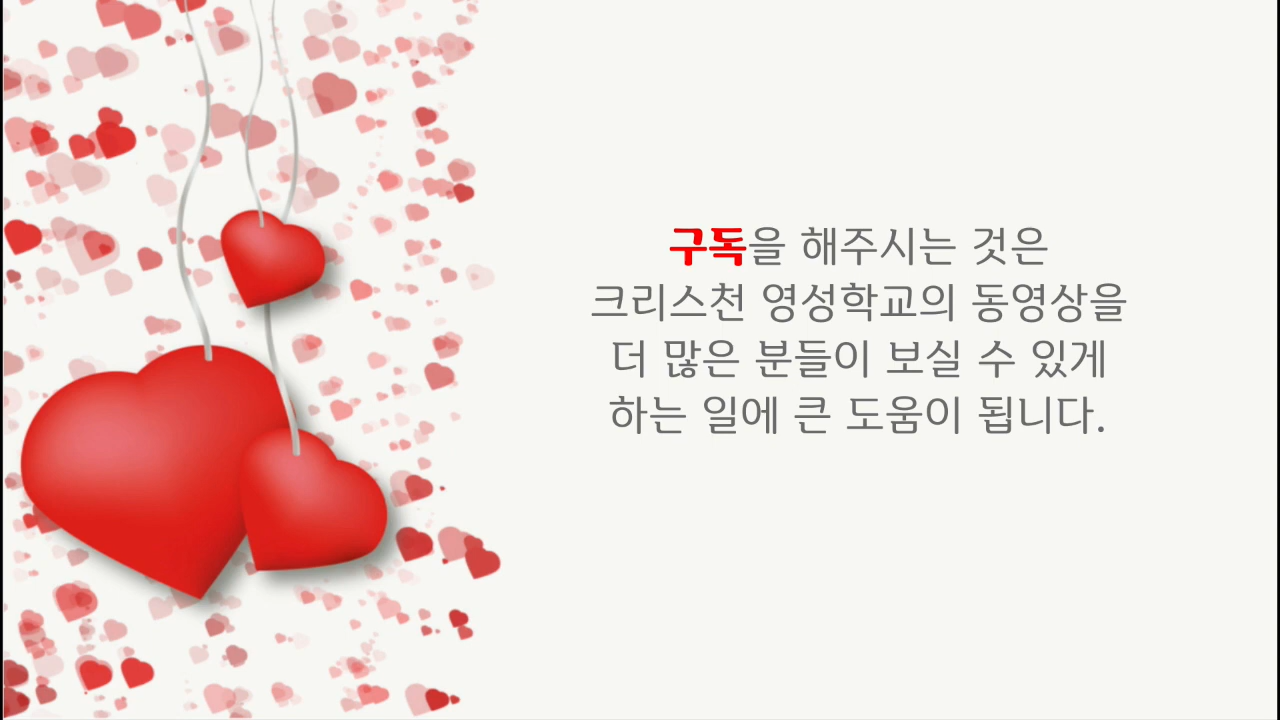 구독을 해주시는 것은
크리스천 영성학교의 동영상을
더 많은 분들이 보실 수 있게
하는 일에 큰 도움이 됩니다.